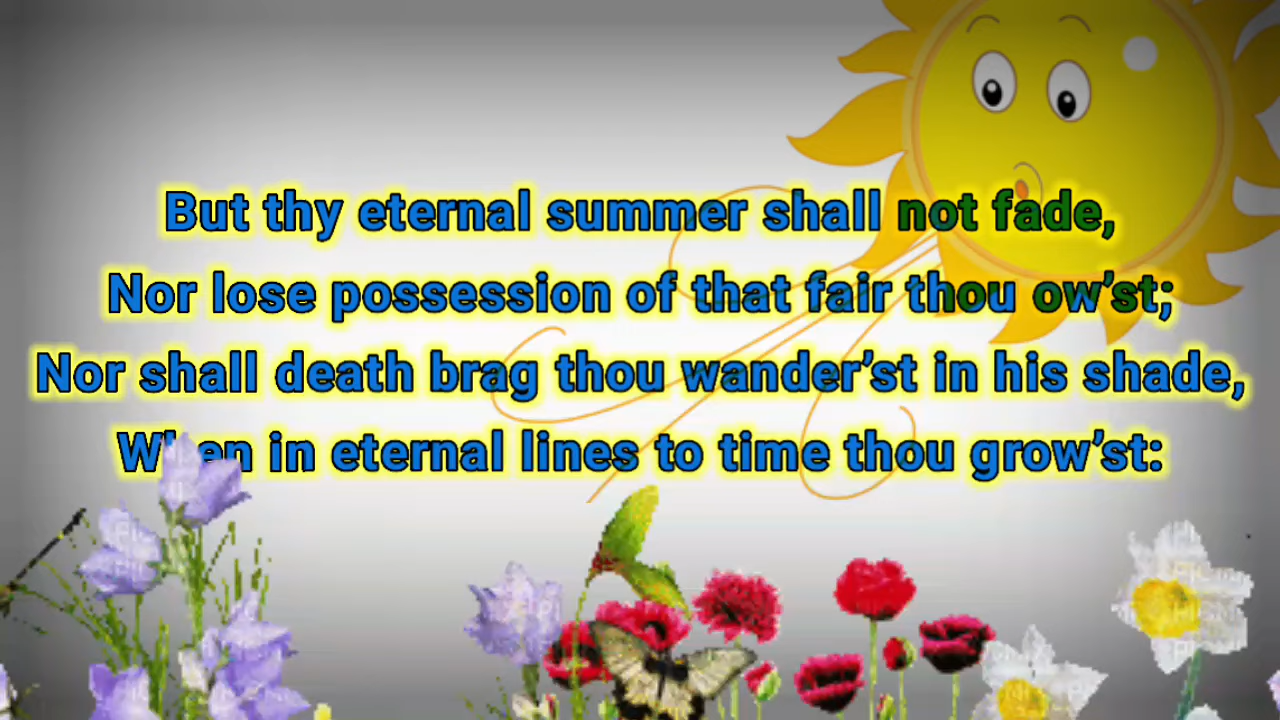 But thy eternal summer shall not fade,
Nor lose possession of that fair thou ow’st;
Nor shall death brag thou wander’st in his shade,
When in eternal lines to time thou grow’st: